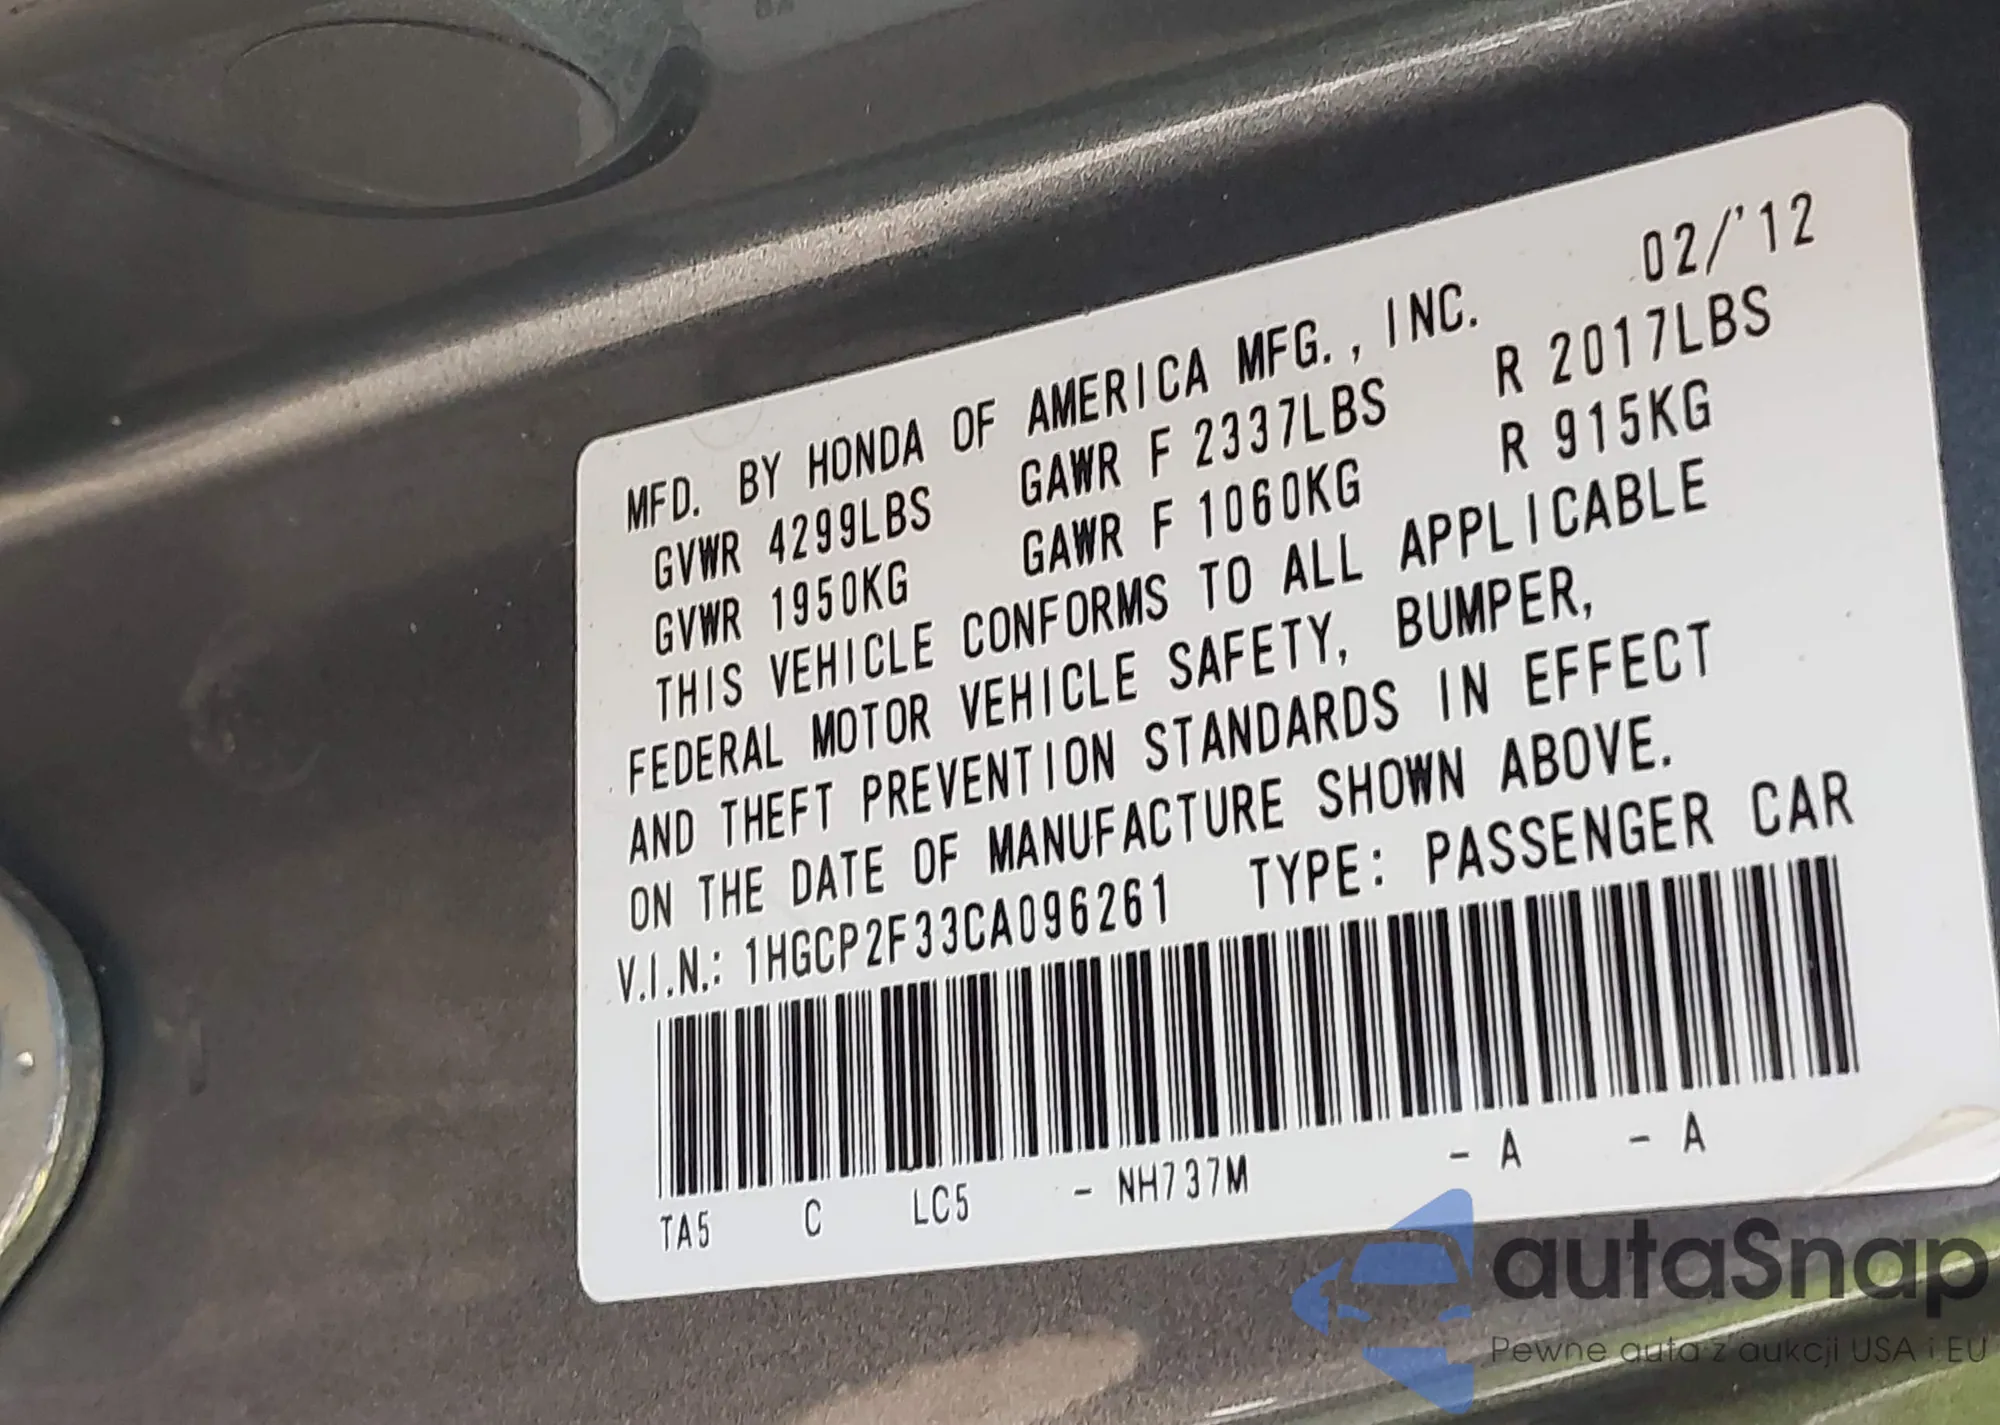 02/'12
MFD. BY HONDA OF AMERICA MFG., INC.
GVWR 4299LBS GAWR F 2337LBS R 2017LBS
GVWR 1950KG GAWR F 1060KG R 915KG
THIS VEHICLE CONFORMS TO ALL APPLICABLE
FEDERAL MOTOR VEHICLE SAFETY, BUMPER,
AND THEFT PREVENTION STANDARDS IN EFFECT
ON THE DATE OF MANUFACTURE SHOWN ABOVE.
V.I.N.: 1HGCP2F33CA096261 TYPE: PASSENGER CAR
TA5 C LC5 - NH737M - A - A
autaSnap
Pewne auta z aukcji USA i EU